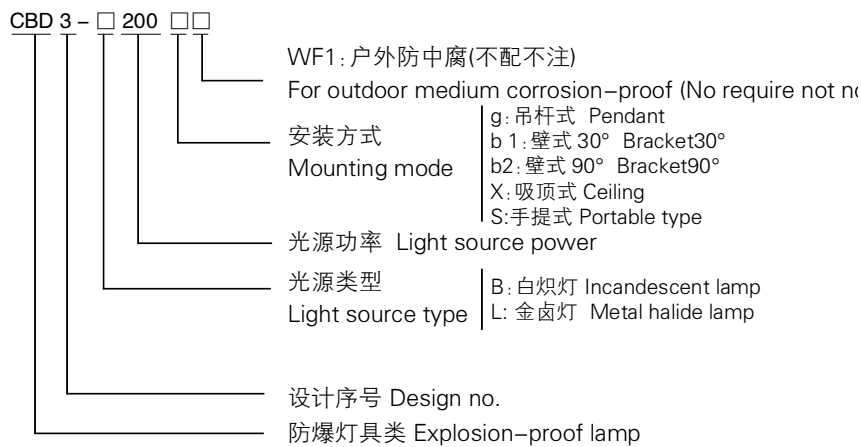 CBD 3 – □ 200 □□
WF1:户外防中腐(不配不注)
For outdoor medium corrosion–proof (No require not
安装方式
Mounting mode
g:吊杆式 Pendant
b 1:壁式 30° Bracket30°
b2:壁式 90° Bracket90°
X:吸顶式 Ceiling
S:手提式 Portable type
光源功率 Light source power
光源类型
Light source type
B:白炽灯 Incandescent lamp
L: 金卤灯 Metal halide lamp
设计序号 Design no.
防爆灯具类 Explosion–proof lamp